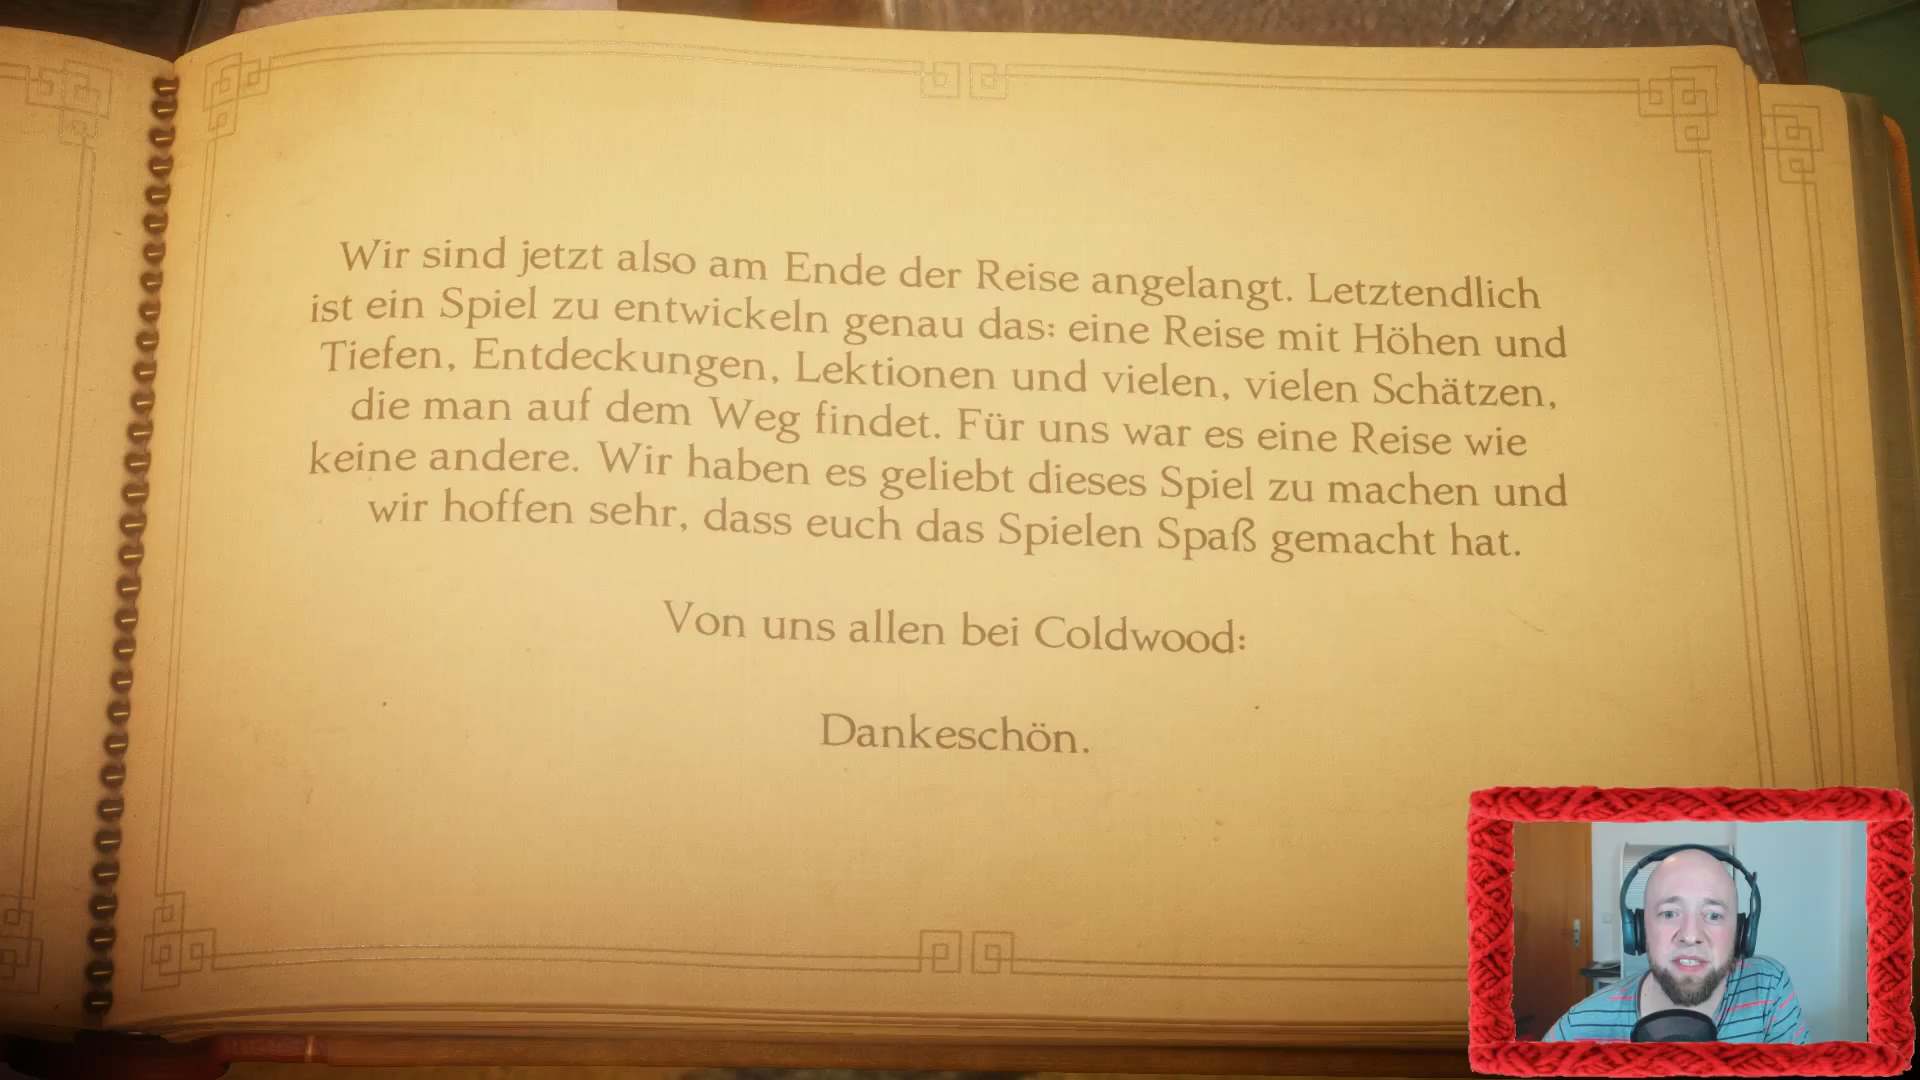 Wir sind jetzt also am Ende der Reise angelangt. Letztendlich
ist ein Spiel zu entwickeln genau das: eine Reise mit Höhen und
Tiefen, Entdeckungen, Lektionen und vielen, vielen Schätzen,
die man auf dem Weg findet. Für uns war es eine Reise wie
keine andere. Wir haben es geliebt dieses Spiel zu machen und
wir hoffen sehr, dass euch das Spielen Spaß gemacht hat.
Von uns allen bei Coldwood:
Dankeschön.